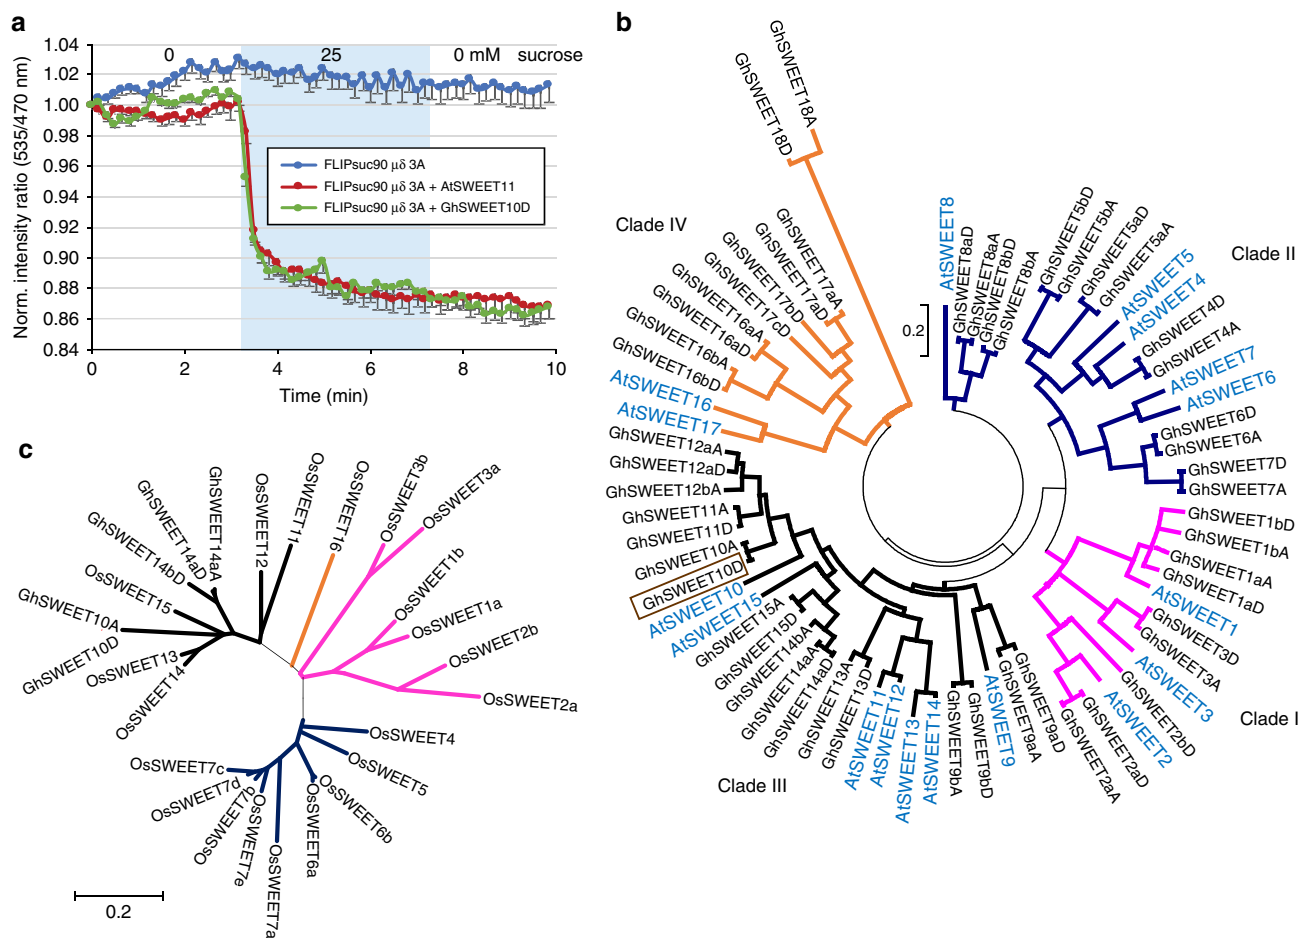 a
1.04
1.02
1.00
0.98
0.96
0.94
0.92
0.90
0.88
0.86
0.84
Norm. intensity ratio (535/470 nm)
0
25
0 mM
sucrose
FLIPsuc90 μδ 3A
FLIPsuc90 μδ 3A + AtSWEET11
FLIPsuc90 μδ 3A + GhSWEET10D
0
2
4
6
8
10
Time (min)
b
GhSWEET18A
GhSWEET18D
Clade IV
GhSWEET17aA
GhSWEET17aD
GhSWEET17bD
GhSWEET17cD
GhSWEET16aA
GhSWEET16aD
GhSWEET16bA
GhSWEET16bD
AtSWEET16
AtSWEET17
GhSWEET12aA
GhSWEET12aD
GhSWEET12bA
GhSWEET11A
GhSWEET11D
GhSWEET10A
GhSWEET10D
AtSWEET10
AtSWEET15
GhSWEET15A
GhSWEET15D
GhSWEET14bA
GhSWEET14aA
GhSWEET14aD
GhSWEET13A
GhSWEET13D
AtSWEET11
AtSWEET12
AtSWEET13
AtSWEET14
GhSWEET9bA
GhSWEET9bD
AtSWEET9
GhSWEET9aA
GhSWEET9aD
Clade III
0.2
AtSWEET8
GhSWEET8aD
GhSWEET8aA
GhSWEET8bD
GhSWEET8bA
GhSWEET5bD
GhSWEET5bA
GhSWEET5aD
GhSWEET5aA
AtSWEET5
AtSWEET4
GhSWEET4D
GhSWEET4A
AtSWEET7
AtSWEET6
GhSWEET6D
GhSWEET6A
GhSWEET7D
GhSWEET7A
Clade II
GhSWEET1bD
GhSWEET1bA
GhSWEET1aA
GhSWEET1aD
AtSWEET1
GhSWEET3D
GhSWEET3A
AtSWEET3
GhSWEET2bD
AtSWEET2
GhSWEET2aD
GhSWEET2aA
Clade I
c
GhSWEET10D
GhSWEET10A
OsSWEET15
GhSWEET14bD
GhSWEET14aD
GhSWEET14aA
OsSWEET12
OsSWEET11
OsSWEET16
OsSWEET3b
OsSWEET3a
OsSWEET1b
OsSWEET1a
OsSWEET2b
OsSWEET2a
OsSWEET13
OsSWEET14
OsSWEET4
OsSWEET5
OsSWEET6b
OsSWEET6a
OsSWEET7a
OsSWEET7e
OsSWEET7b
OsSWEET7d
OsSWEET7c
0.2